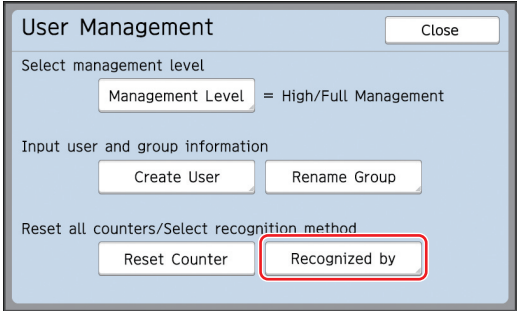 User Management Close
Select management level
Management Level = High/Full Management
Input user and group information
Create User Rename Group
Reset all counters/Select recognition method
Reset Counter Recognized by